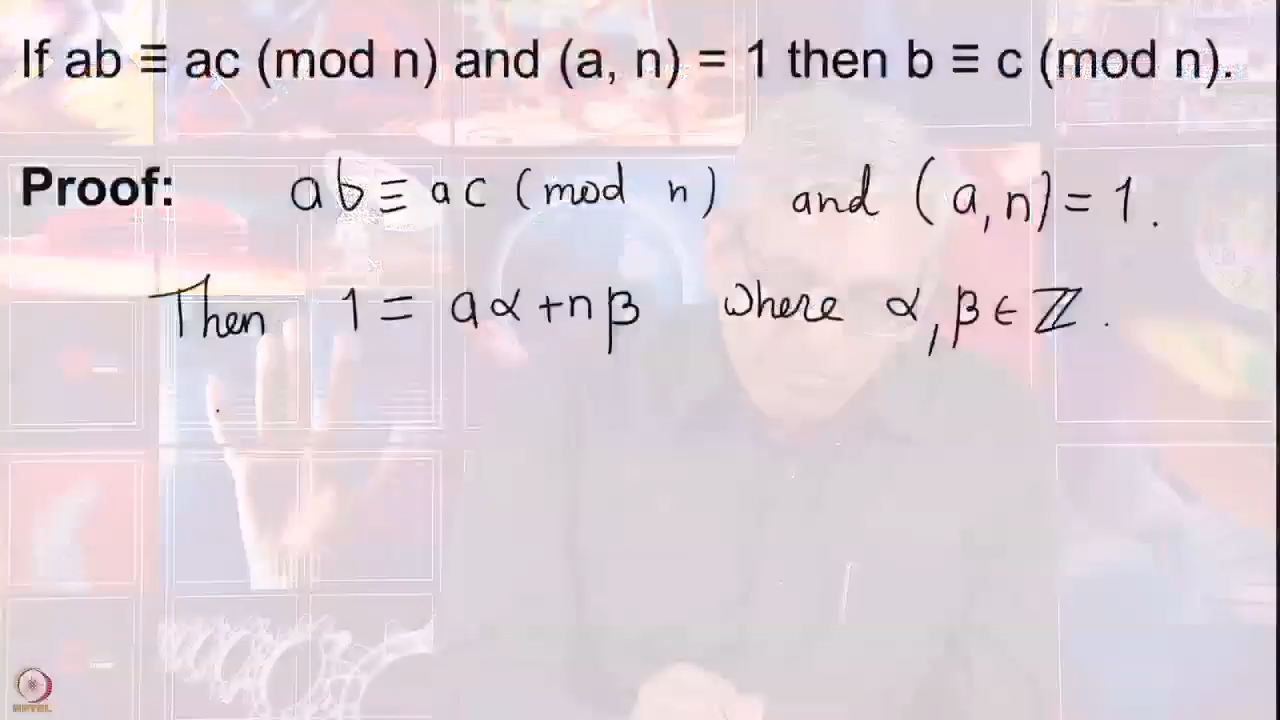 If ab ≡ ac (mod n) and (a, n) = 1 then b ≡ c (mod n).
Proof: ab ≡ ac (mod n) and (a, n) = 1.
Then 1 = aα + nβ where α, β ∈ ℤ.
NPTEL